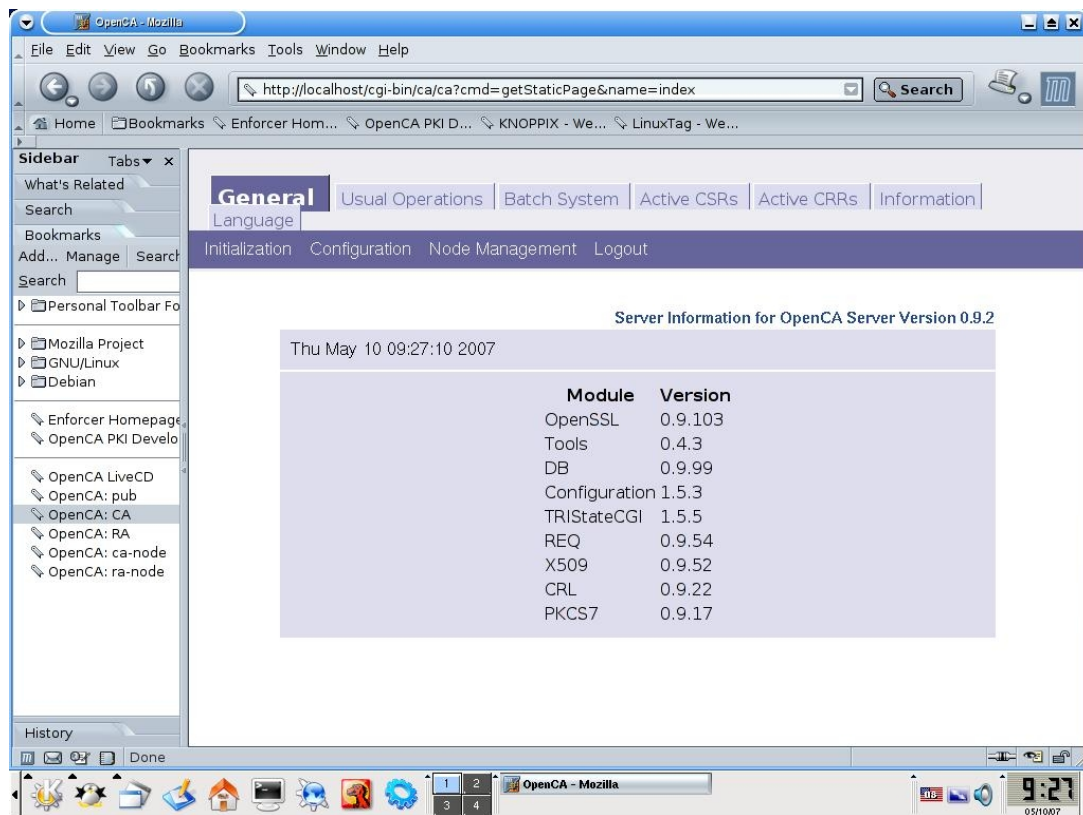 OpenCA - Mozilla
File Edit View Go Bookmarks Tools Window Help
http://localhost/cgi-bin/ca/ca?cmd=getStaticPage&name=index
Search
Home Bookmarks Enforcer Hom... OpenCA PKI D... KNOPPIX - We... LinuxTag - We...
Sidebar Tabs x
What's Related
Search
Bookmarks
Add... Manage Search
Search
Personal Toolbar Fo
Mozilla Project
GNU/Linux
Debian
Enforcer Homepage
OpenCA PKI Develo
OpenCA LiveCD
OpenCA: pub
OpenCA: CA
OpenCA: RA
OpenCA: ca-node
OpenCA: ra-node
History
General Usual Operations Batch System Active CSRs Active CRRs Information
Language
Initialization Configuration Node Management Logout
Server Information for OpenCA Server Version 0.9.2
Thu May 10 09:27:10 2007
Module Version
OpenSSL 0.9.103
Tools 0.4.3
DB 0.9.99
Configuration 1.5.3
TRIStateCGI 1.5.5
REQ 0.9.54
X509 0.9.52
CRL 0.9.22
PKCS7 0.9.17
Done
1 2
3 4
OpenCA - Mozilla
US
9:27
05/10/07